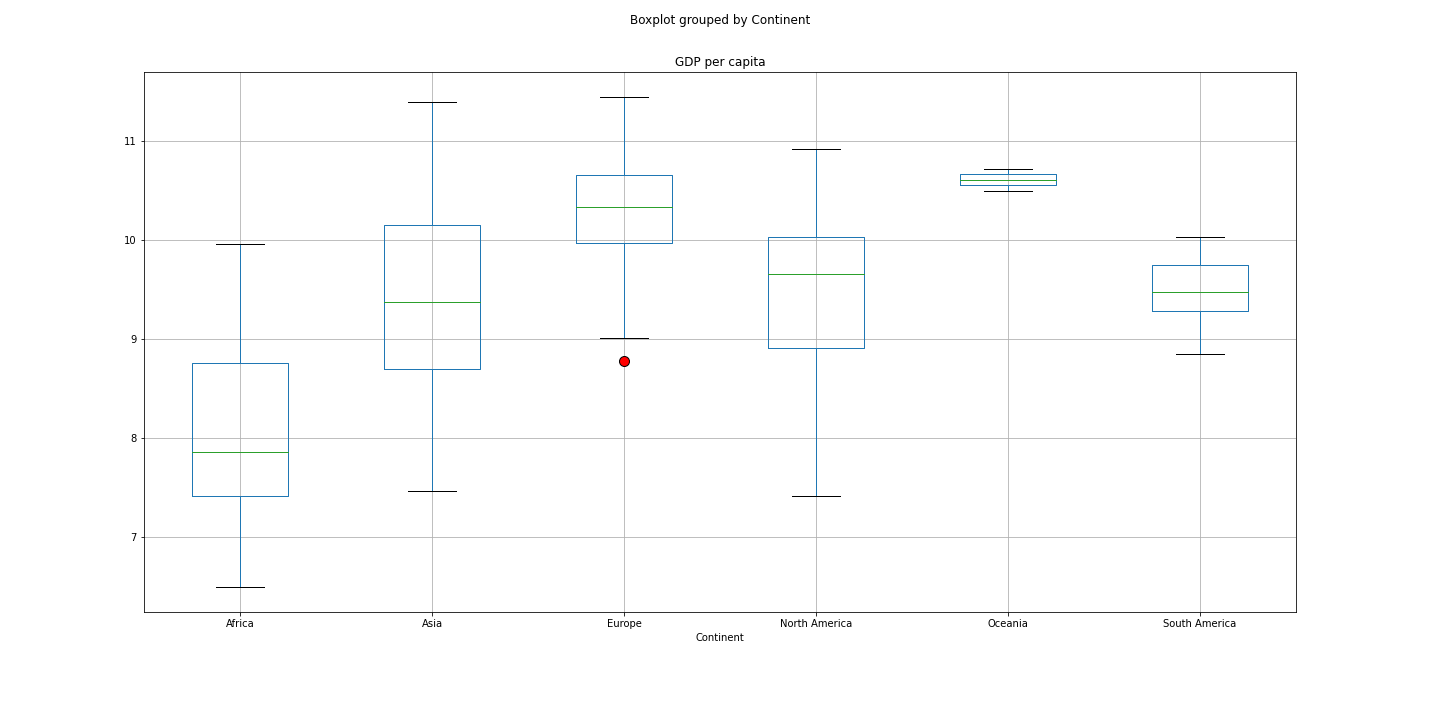 Boxplot grouped by Continent
GDP per capita
11
10
9
8
7
Africa Asia Europe North America Oceania South America
Continent